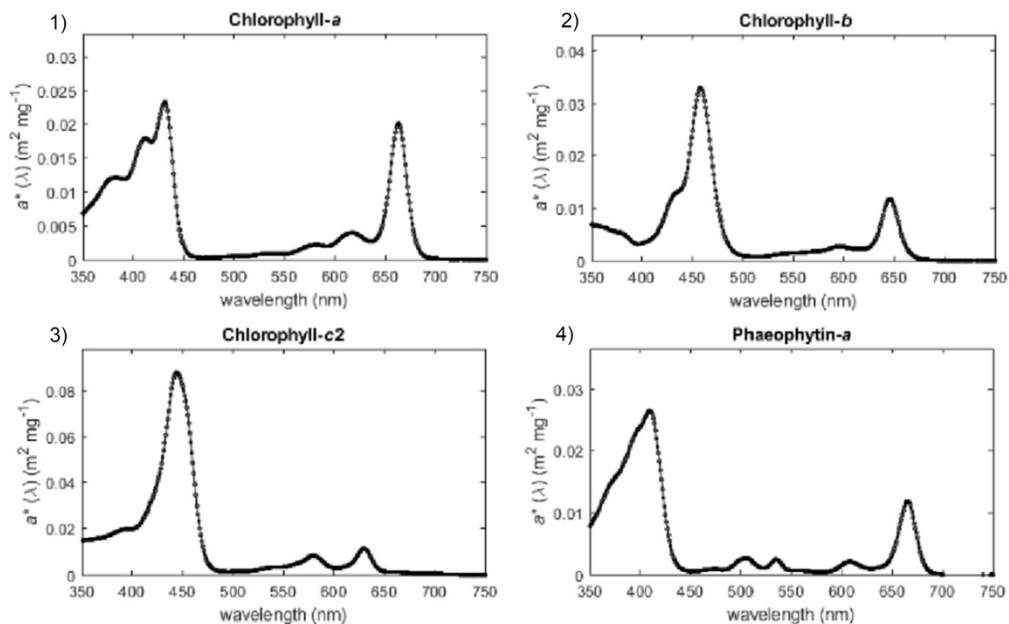 1) Chlorophyll-a
0.03
0.025
0.02
0.015
0.01
0.005
0
a* (λ) (m² mg⁻¹)
350 400 450 500 550 600 650 700 750
wavelength (nm)
2) Chlorophyll-b
0.04
0.03
0.02
0.01
0
a* (λ) (m² mg⁻¹)
350 400 450 500 550 600 650 700 750
wavelength (nm)
3) Chlorophyll-c2
0.08
0.06
0.04
0.02
0
a* (λ) (m² mg⁻¹)
350 400 450 500 550 600 650 700 750
wavelength (nm)
4) Phaeophytin-a
0.03
0.02
0.01
0
a* (λ) (m² mg⁻¹)
350 400 450 500 550 600 650 700 750
wavelength (nm)